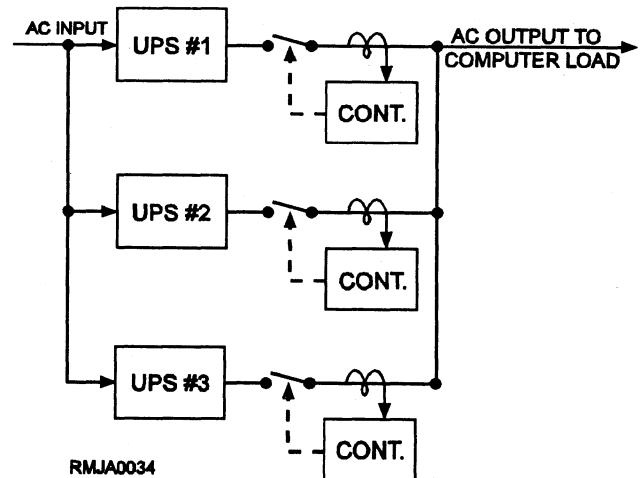 AC INPUT
UPS #1
AC OUTPUT TO
COMPUTER LOAD
CONT.
UPS #2
CONT.
UPS #3
CONT.
RMJA0034